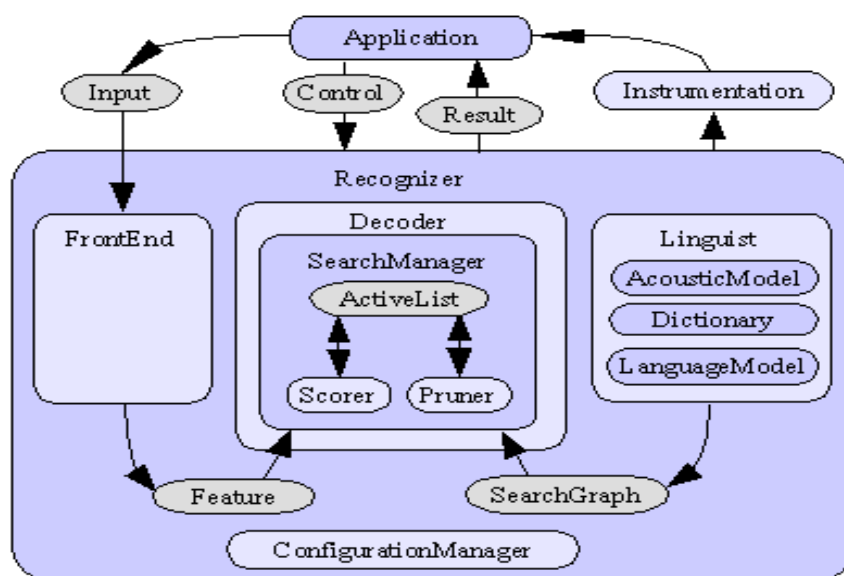 Application
Input
Control
Result
Instrumentation
Recognizer
FrontEnd
Decoder
SearchManager
ActiveList
Scorer
Pruner
Linguist
AcousticModel
Dictionary
LanguageModel
Feature
SearchGraph
ConfigurationManager